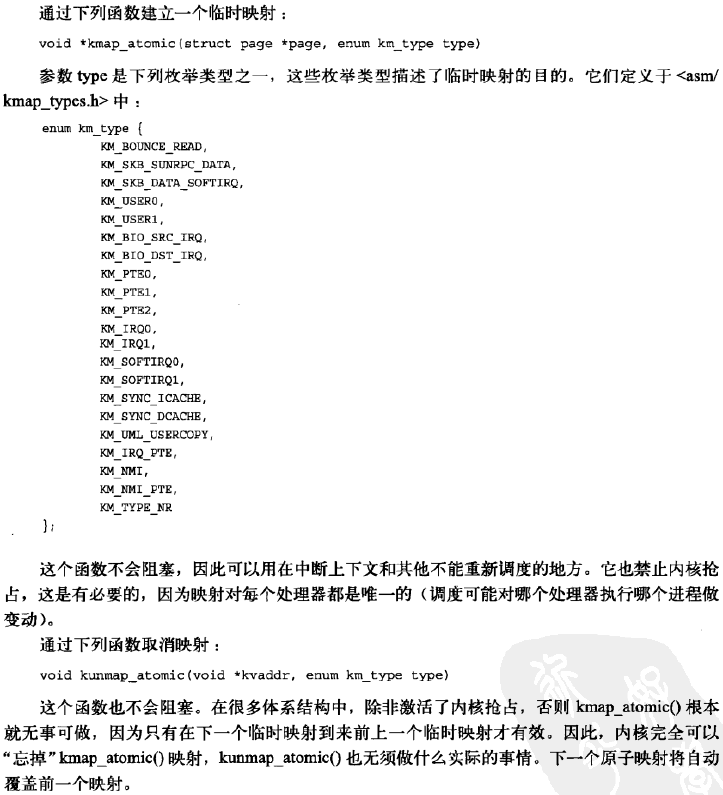 通过下列函数建立一个临时映射：
void *kmap_atomic(struct page *page, enum km_type type)
参数 type 是下列枚举类型之一，这些枚举类型描述了临时映射的目的。它们定义于 <asm/
kmap_types.h> 中：
enum km_type {
KM_BOUNCE_READ,
KM_SKB_SUNRPC_DATA,
KM_SKB_DATA_SOFTIRQ,
KM_USER0,
KM_USER1,
KM_BIO_SRC_IRQ,
KM_BIO_DST_IRQ,
KM_PTE0,
KM_PTE1,
KM_PTE2,
KM_IRQ0,
KM_IRQ1,
KM_SOFTIRQ0,
KM_SOFTIRQ1,
KM_SYNC_ICACHE,
KM_SYNC_DCACHE,
KM_UML_USERCOPY,
KM_IRQ_PTE,
KM_NMI,
KM_NMI_PTE,
KM_TYPE_NR
};
这个函数不会阻塞，因此可以用在中断上下文和其他不能重新调度的地方。它也禁止内核抢
占，这是有必要的，因为映射对每个处理器都是唯一的（调度可能对哪个处理器执行哪个进程做
变动）。
通过下列函数取消映射：
void kunmap_atomic(void *kvaddr, enum km_type type)
这个函数也不会阻塞。在很多体系结构中，除非激活了内核抢占，否则 kmap_atomic() 根本
就无事可做，因为只有在下一个临时映射到来前上一个临时映射才有效。因此，内核完全可以
“忘掉”kmap_atomic() 映射，kunmap_atomic() 也无须做什么实际的事情。下一个原子映射将自动
覆盖前一个映射。